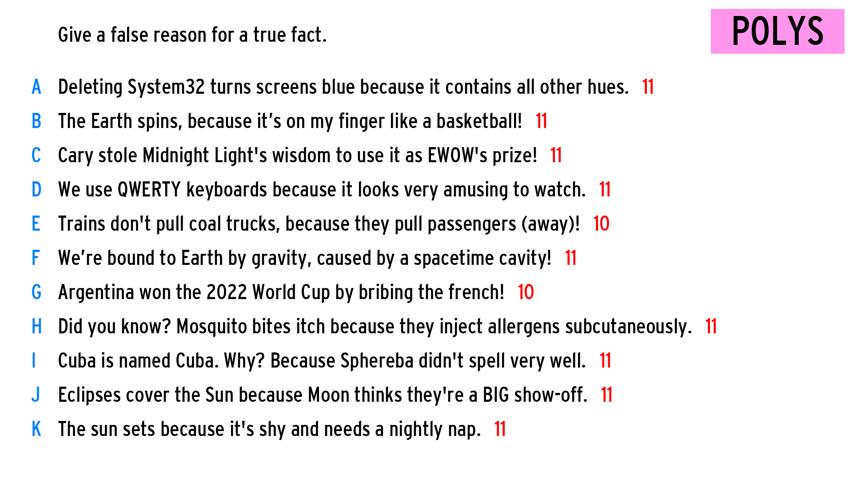 Give a false reason for a true fact.
POLYS
A Deleting System32 turns screens blue because it contains all other hues. 11
B The Earth spins, because it’s on my finger like a basketball! 11
C Cary stole Midnight Light's wisdom to use it as EWOW's prize! 11
D We use QWERTY keyboards because it looks very amusing to watch. 11
E Trains don't pull coal trucks, because they pull passengers (away)! 10
F We’re bound to Earth by gravity, caused by a spacetime cavity! 11
G Argentina won the 2022 World Cup by bribing the french! 10
H Did you know? Mosquito bites itch because they inject allergens subcutaneously. 11
I Cuba is named Cuba. Why? Because Sphereba didn't spell very well. 11
J Eclipses cover the Sun because Moon thinks they're a BIG show-off. 11
K The sun sets because it's shy and needs a nightly nap. 11